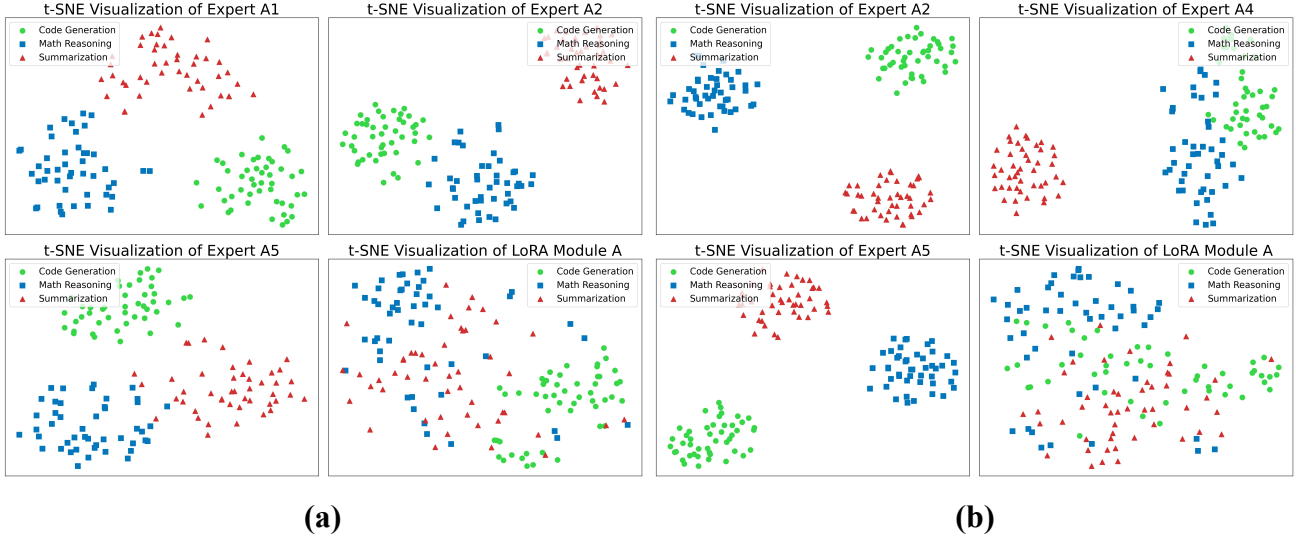 t-SNE Visualization of Expert A1
Code Generation
Math Reasoning
Summarization
t-SNE Visualization of Expert A2
Code Generation
Math Reasoning
Summarization
t-SNE Visualization of Expert A5
Code Generation
Math Reasoning
Summarization
t-SNE Visualization of LoRA Module A
Code Generation
Math Reasoning
Summarization
(a)
t-SNE Visualization of Expert A2
Code Generation
Math Reasoning
Summarization
t-SNE Visualization of Expert A4
Code Generation
Math Reasoning
Summarization
t-SNE Visualization of Expert A5
Code Generation
Math Reasoning
Summarization
t-SNE Visualization of LoRA Module A
Code Generation
Math Reasoning
Summarization
(b)